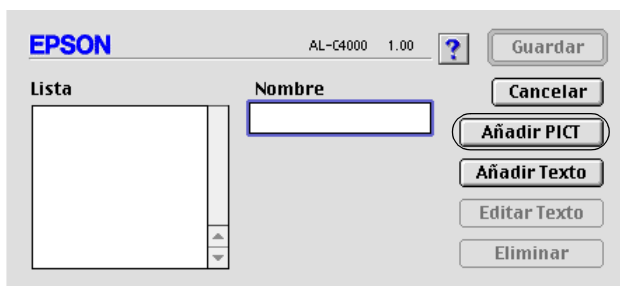 EPSON AL-C4000 1.00 ? Guardar
Lista Nombre Cancelar
Añadir PICT
Añadir Texto
Editar Texto
Eliminar